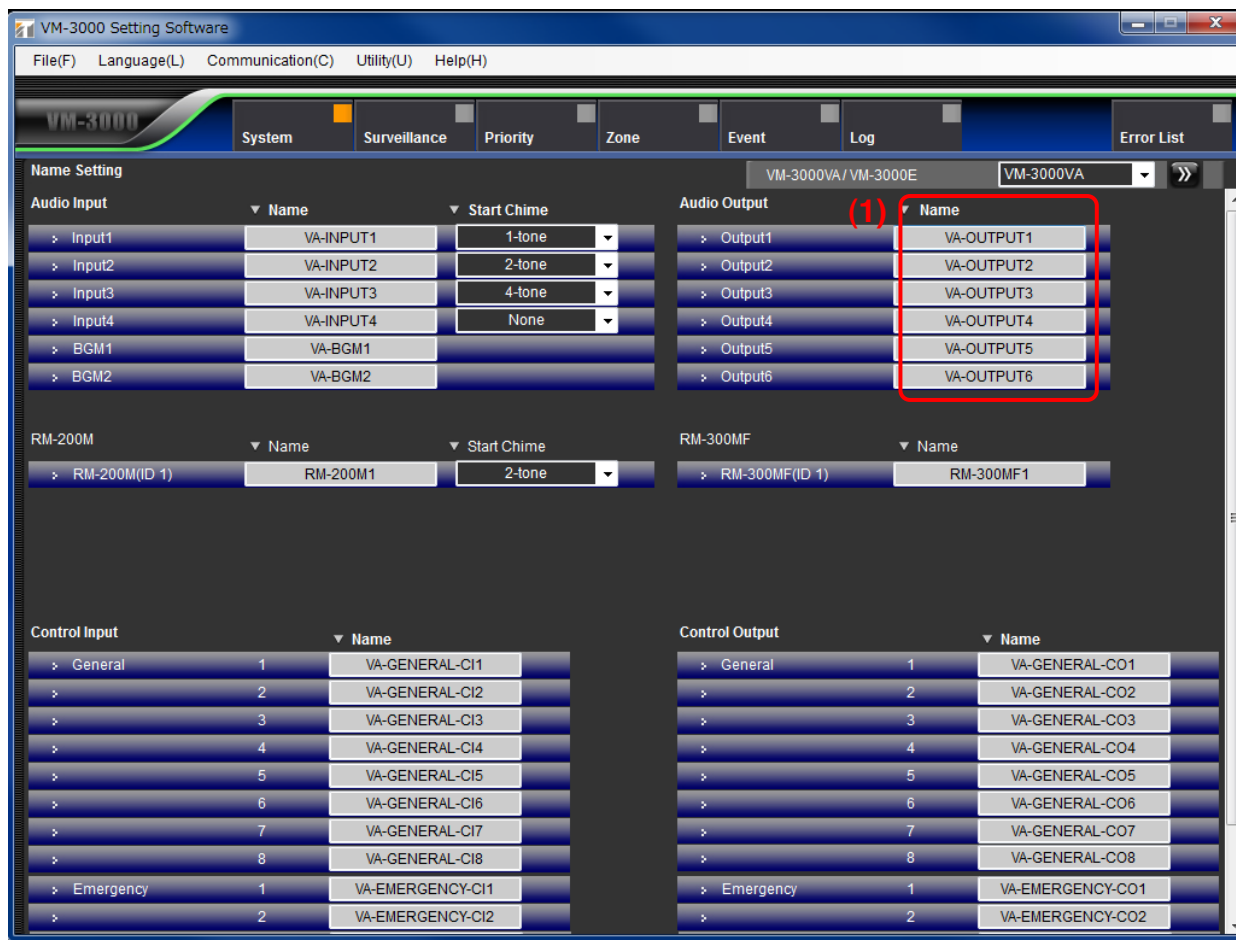 VM-3000 Setting Software
File(F) Language(L) Communication(C) Utility(U) Help(H)
VM-3000
System Surveillance Priority Zone Event Log Error List
Name Setting VM-3000VA / VM-3000E VM-3000VA
Audio Input Name Start Chime Audio Output (1) Name
Input1 VA-INPUT1 1-tone Output1 VA-OUTPUT1
Input2 VA-INPUT2 2-tone Output2 VA-OUTPUT2
Input3 VA-INPUT3 4-tone Output3 VA-OUTPUT3
Input4 VA-INPUT4 None Output4 VA-OUTPUT4
BGM1 VA-BGM1 Output5 VA-OUTPUT5
BGM2 VA-BGM2 Output6 VA-OUTPUT6
RM-200M Name Start Chime RM-300MF Name
RM-200M(ID 1) RM-200M1 2-tone RM-300MF(ID 1) RM-300MF1
Control Input Name Control Output Name
General 1 VA-GENERAL-CI1 General 1 VA-GENERAL-CO1
2 VA-GENERAL-CI2 2 VA-GENERAL-CO2
3 VA-GENERAL-CI3 3 VA-GENERAL-CO3
4 VA-GENERAL-CI4 4 VA-GENERAL-CO4
5 VA-GENERAL-CI5 5 VA-GENERAL-CO5
6 VA-GENERAL-CI6 6 VA-GENERAL-CO6
7 VA-GENERAL-CI7 7 VA-GENERAL-CO7
8 VA-GENERAL-CI8 8 VA-GENERAL-CO8
Emergency 1 VA-EMERGENCY-CI1 Emergency 1 VA-EMERGENCY-CO1
2 VA-EMERGENCY-CI2 2 VA-EMERGENCY-CO2